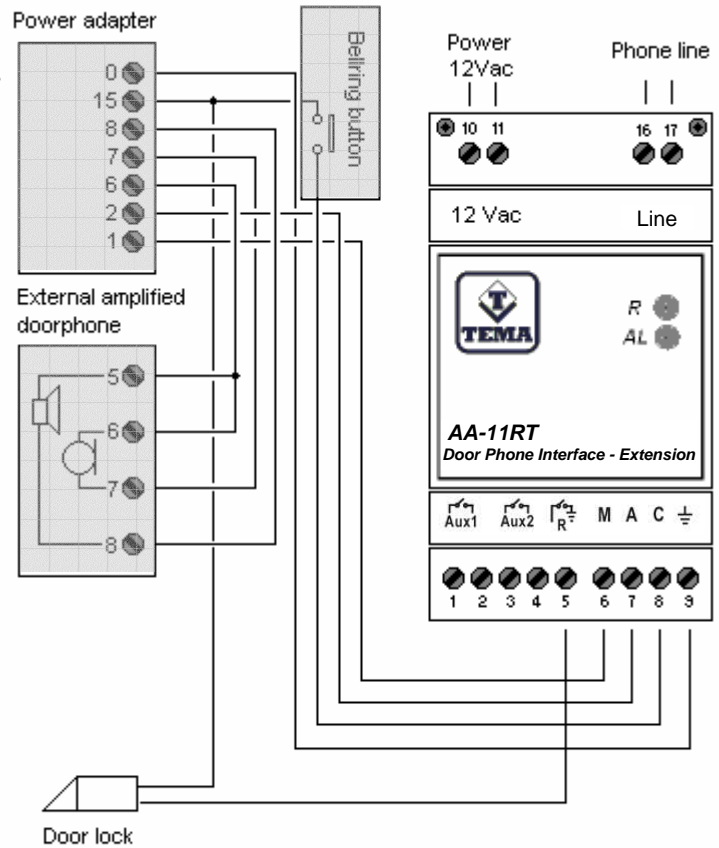 Power adapter
0
15
8
7
6
2
1
Bellring button
External amplified
doorphone
5
6
7
8
Door lock
Power
12Vac
Phone line
10 11
16 17
12 Vac
Line
T
TEMA
R
AL
AA-11RT
Door Phone Interface - Extension
Aux1 Aux2 R M A C
1 2 3 4 5 6 7 8 9